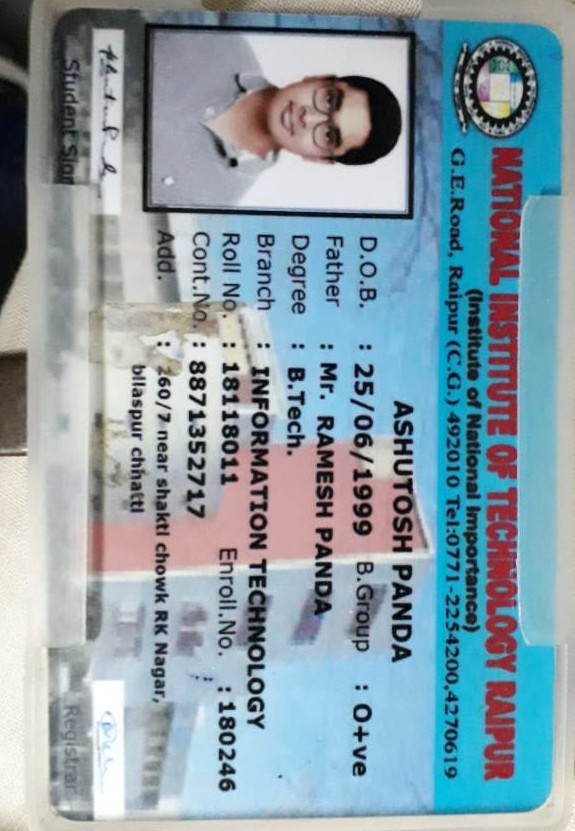 NATIONAL INSTITUTE OF TECHNOLOGY RAIPUR
(Institute of National Importance)
G.E.Road, Raipur (C.G.) 492010 Tel:0771-2254200,4270619
ASHUTOSH PANDA
D.O.B. : 25/06/1999 B.Group : O+ve
Father : Mr. RAMESH PANDA
Degree : B.Tech.
Branch : INFORMATION TECHNOLOGY
Roll No. : 18118011 Enroll.No. : 180246
Cont.No. : 8871352717
Add. : 260/7 near shakti chowk RK Nagar,
bilaspur chhatti
Student Sign
Registrar